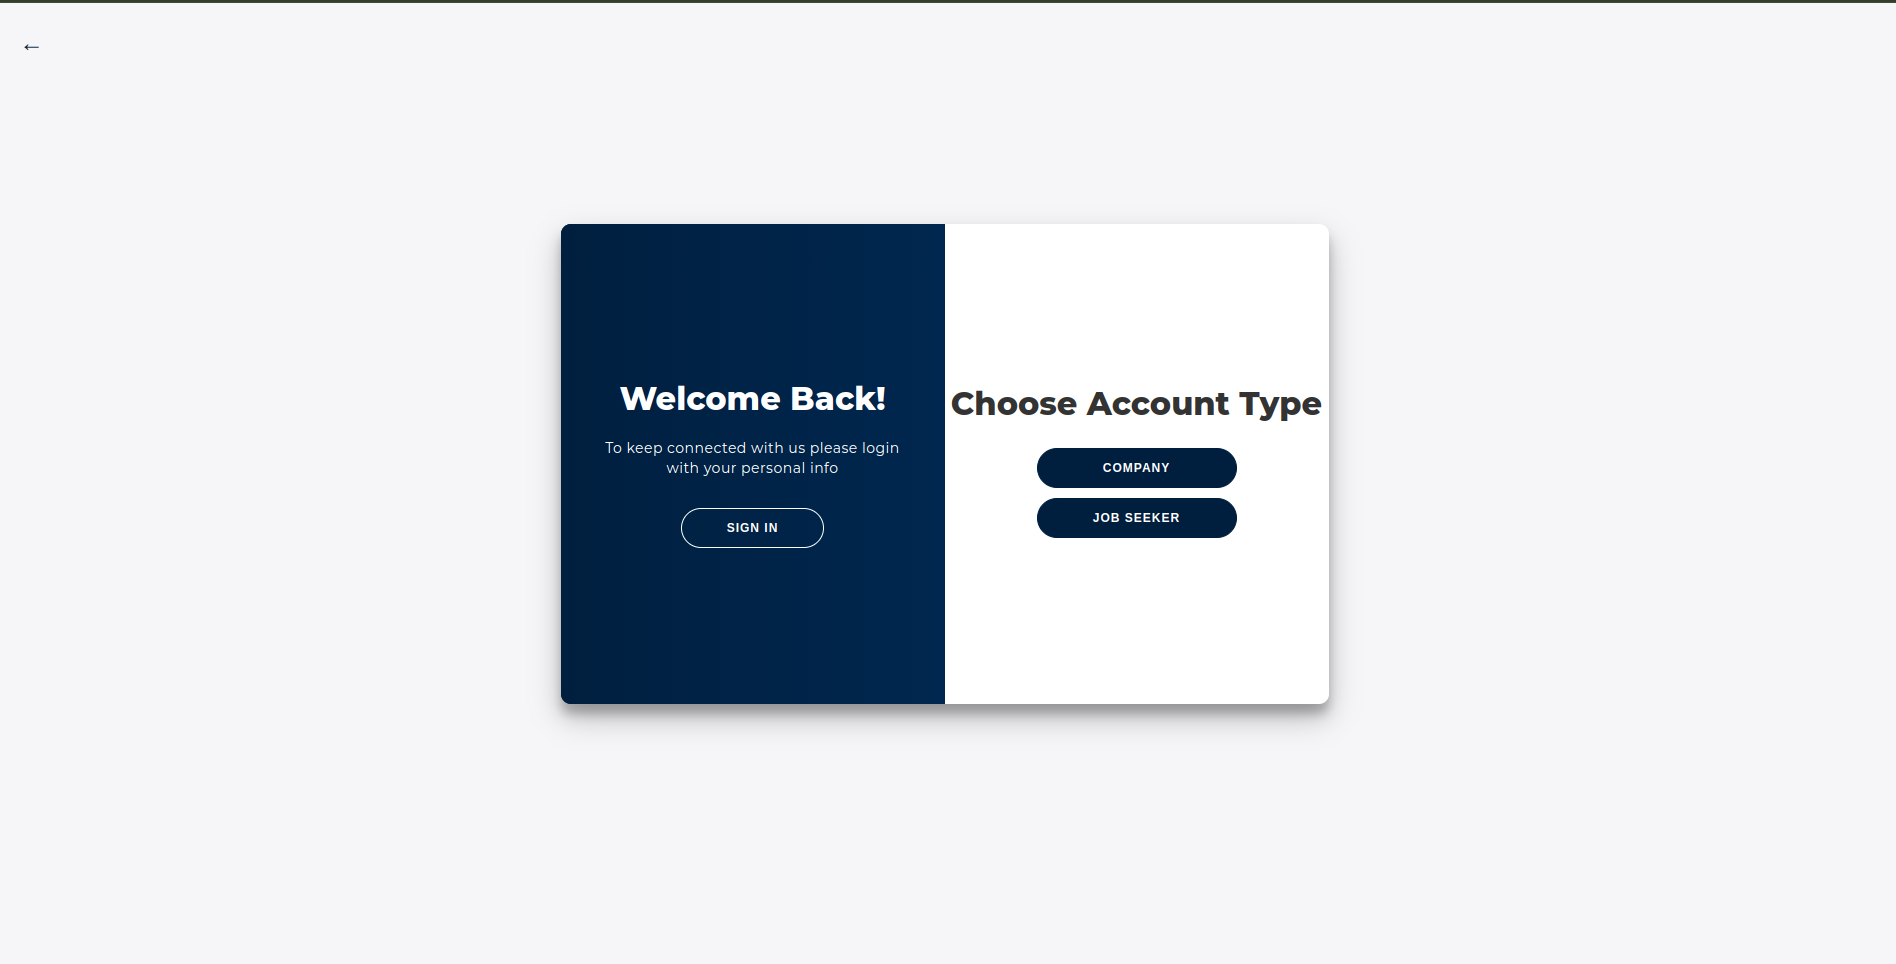 ←
Welcome Back!
To keep connected with us please login
with your personal info
SIGN IN
Choose Account Type
COMPANY
JOB SEEKER